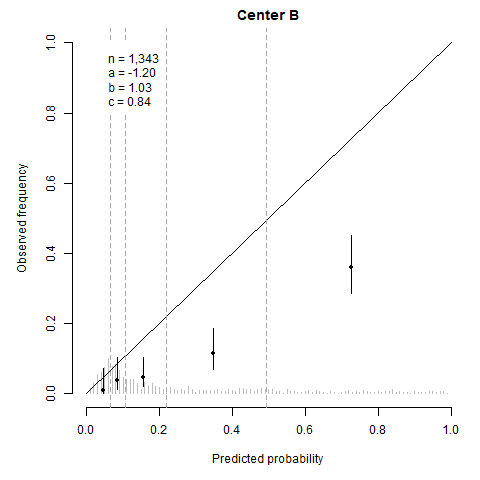 Center B
n = 1,343
a = -1.20
b = 1.03
c = 0.84
Observed frequency
1.0
0.8
0.6
0.4
0.2
0.0
0.0 0.2 0.4 0.6 0.8 1.0
Predicted probability